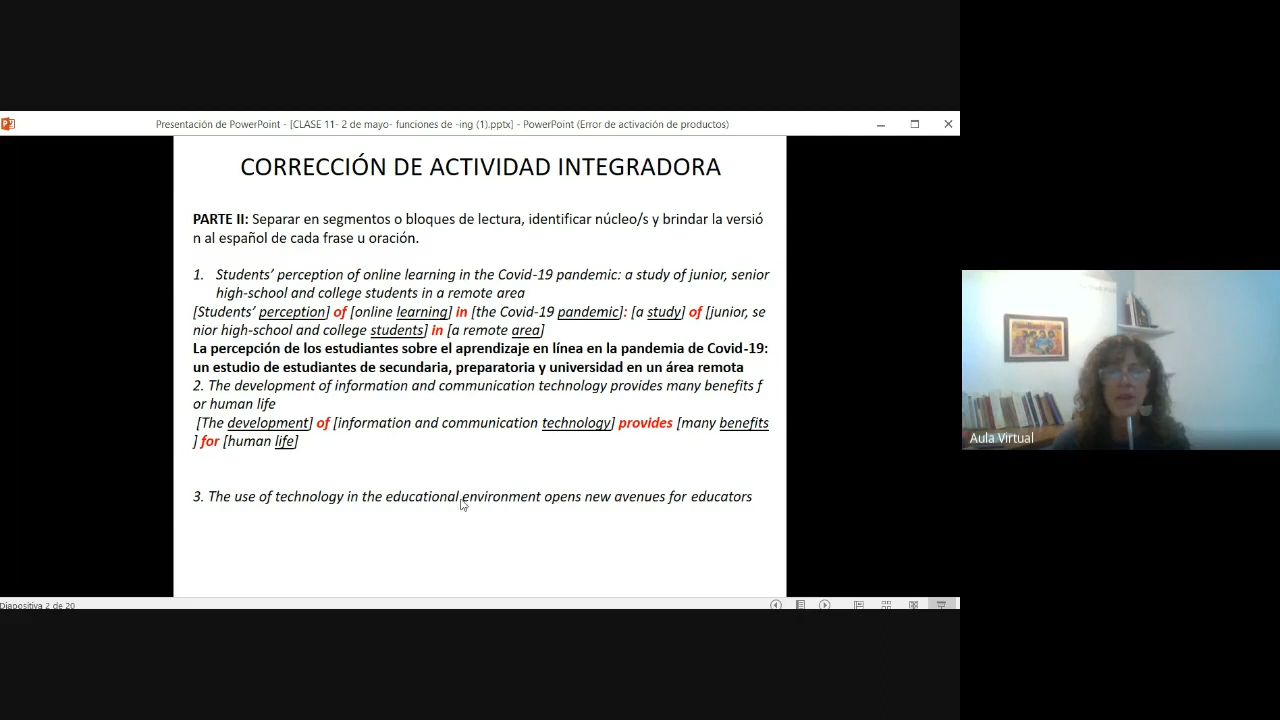 Presentación de PowerPoint - [CLASE 11- 2 de mayo- funciones de -ing (1).pptx] - PowerPoint (Error de activación de productos)
CORRECCIÓN DE ACTIVIDAD INTEGRADORA
PARTE II: Separar en segmentos o bloques de lectura, identificar núcleo/s y brindar la versió
n al español de cada frase u oración.
1. Students' perception of online learning in the Covid-19 pandemic: a study of junior, senior
high-school and college students in a remote area
[Students' perception] of [online learning] in [the Covid-19 pandemic]: [a study] of [junior, se
nior high-school and college students] in [a remote area]
La percepción de los estudiantes sobre el aprendizaje en línea en la pandemia de Covid-19:
un estudio de estudiantes de secundaria, preparatoria y universidad en un área remota
2. The development of information and communication technology provides many benefits f
or human life
[The development] of [information and communication technology] provides [many benefits
] for [human life]
3. The use of technology in the educational environment opens new avenues for educators
Diapositiva 2 de 20
Aula Virtual